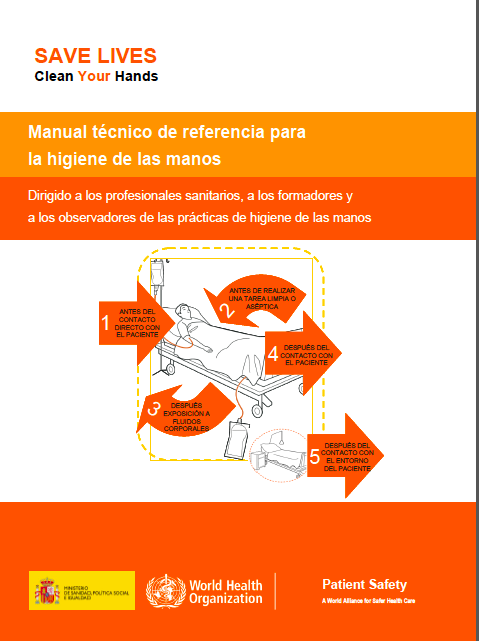 SAVE LIVES
Clean Your Hands
Manual técnico de referencia para
la higiene de las manos
Dirigido a los profesionales sanitarios, a los formadores y
a los observadores de las prácticas de higiene de las manos
1
ANTES DEL
CONTACTO
DIRECTO CON
EL PACIENTE
2
ANTES DE REALIZAR
UNA TAREA LIMPIA O
ASÉPTICA
3
DESPUÉS
EXPOSICIÓN A
FLUIDOS
CORPORALES
4
DESPUÉS DEL
CONTACTO CON
EL PACIENTE
5
DESPUÉS DEL
CONTACTO CON
EL ENTORNO
DEL PACIENTE
MINISTERIO
DE SANIDAD, POLÍTICA SOCIAL
E IGUALDAD
World Health
Organization
Patient Safety
A World Alliance for Safer Health Care